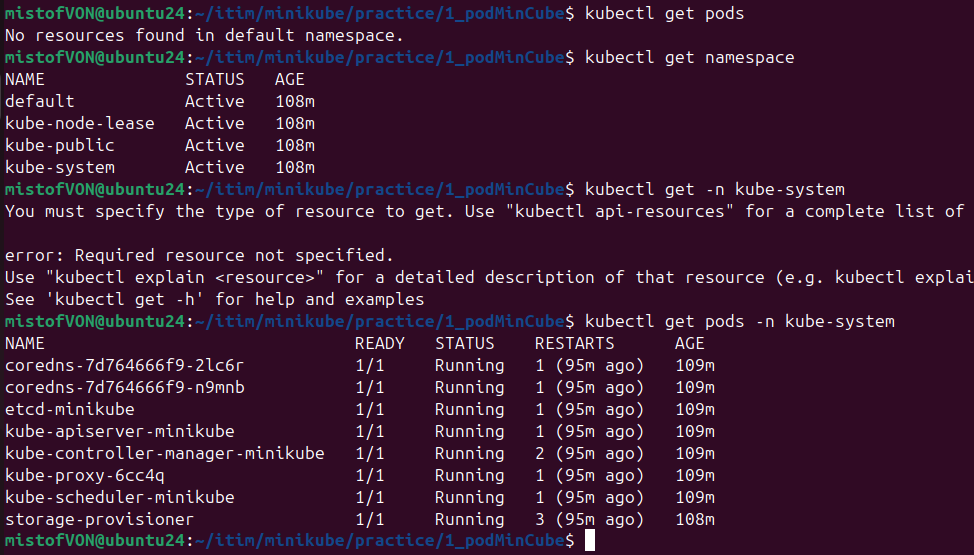 mistofVON@ubuntu24:~/itim/minikube/practice/1_podMinCube$ kubectl get pods
No resources found in default namespace.
mistofVON@ubuntu24:~/itim/minikube/practice/1_podMinCube$ kubectl get namespace
NAME STATUS AGE
default Active 108m
kube-node-lease Active 108m
kube-public Active 108m
kube-system Active 108m
mistofVON@ubuntu24:~/itim/minikube/practice/1_podMinCube$ kubectl get -n kube-system
You must specify the type of resource to get. Use "kubectl api-resources" for a complete list of
error: Required resource not specified.
Use "kubectl explain <resource>" for a detailed description of that resource (e.g. kubectl explai
See 'kubectl get -h' for help and examples
mistofVON@ubuntu24:~/itim/minikube/practice/1_podMinCube$ kubectl get pods -n kube-system
NAME READY STATUS RESTARTS AGE
coredns-7d764666f9-2lc6r 1/1 Running 1 (95m ago) 109m
coredns-7d764666f9-n9mnb 1/1 Running 1 (95m ago) 109m
etcd-minikube 1/1 Running 1 (95m ago) 109m
kube-apiserver-minikube 1/1 Running 1 (95m ago) 109m
kube-controller-manager-minikube 1/1 Running 2 (95m ago) 109m
kube-proxy-6cc4q 1/1 Running 1 (95m ago) 109m
kube-scheduler-minikube 1/1 Running 1 (95m ago) 109m
storage-provisioner 1/1 Running 3 (95m ago) 108m
mistofVON@ubuntu24:~/itim/minikube/practice/1_podMinCube$